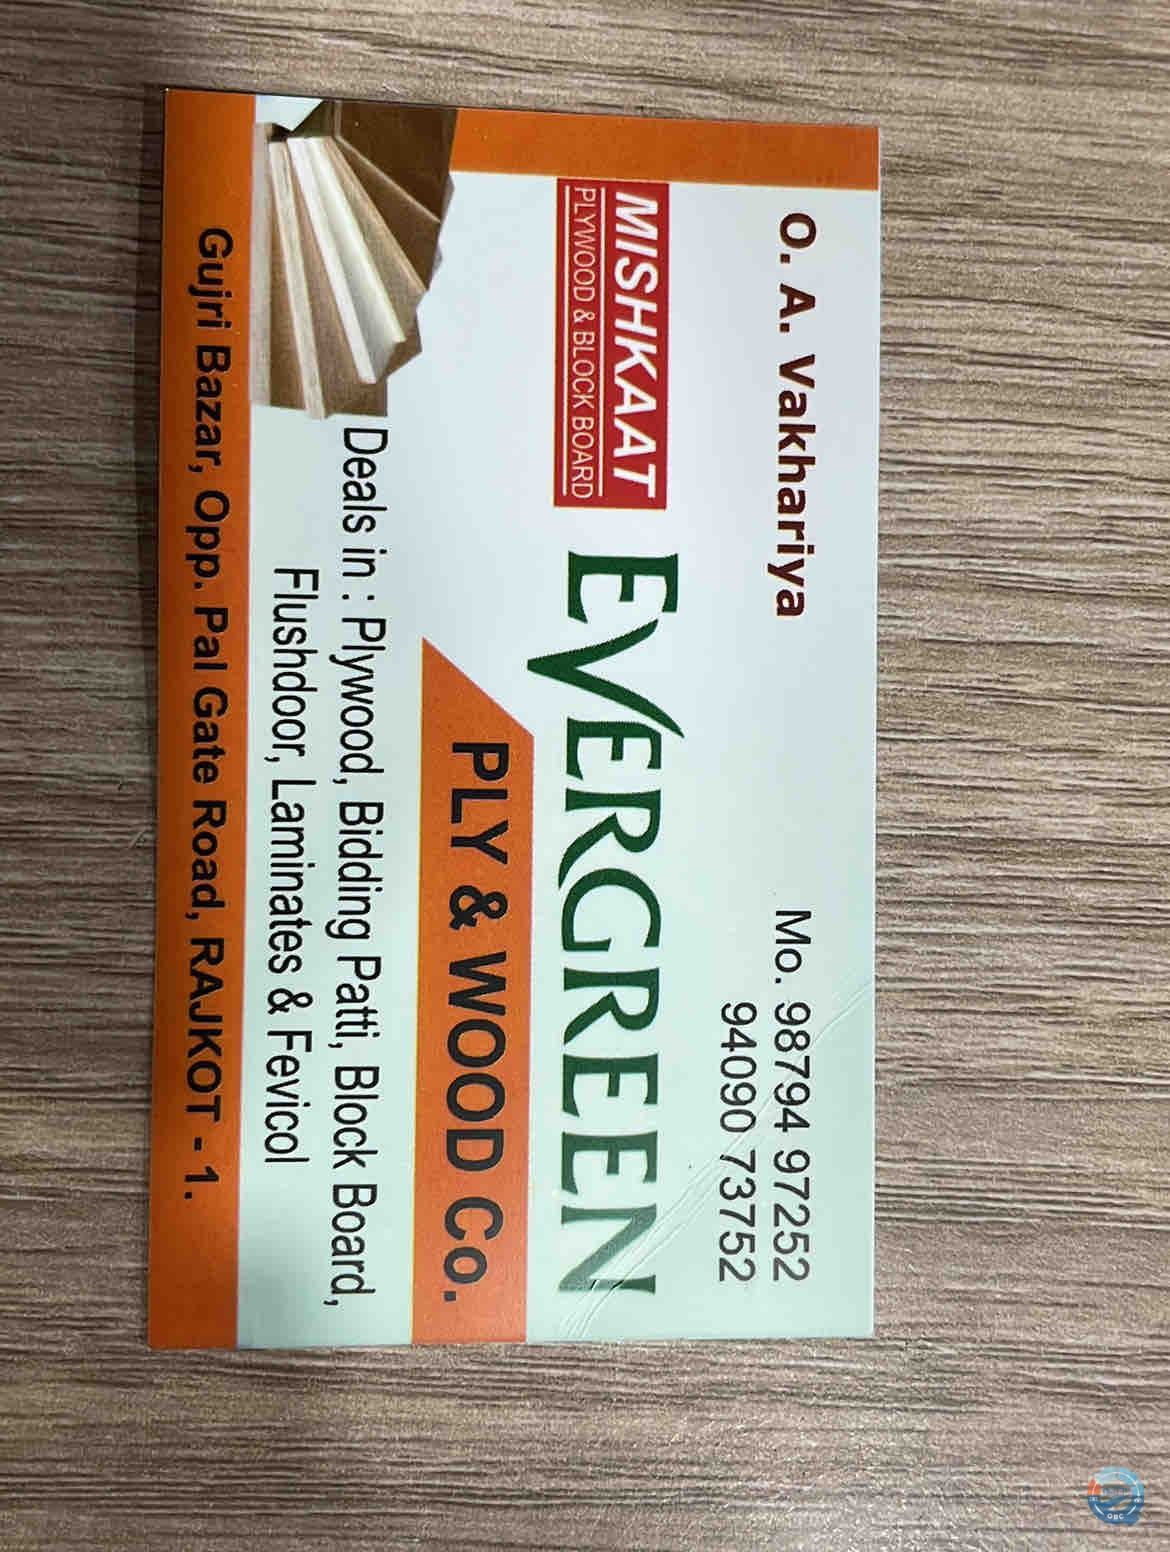 O. A. Vakhariya
Mo. 98794 97252
94090 73752
MISHKAAT
PLYWOOD & BLOCK BOARD
EVERGREEN
PLY & WOOD Co.
Deals in : Plywood, Bidding Patti, Block Board,
Flushdoor, Laminates & Fevicol
Gujri Bazar, Opp. Pal Gate Road, RAJKOT - 1.